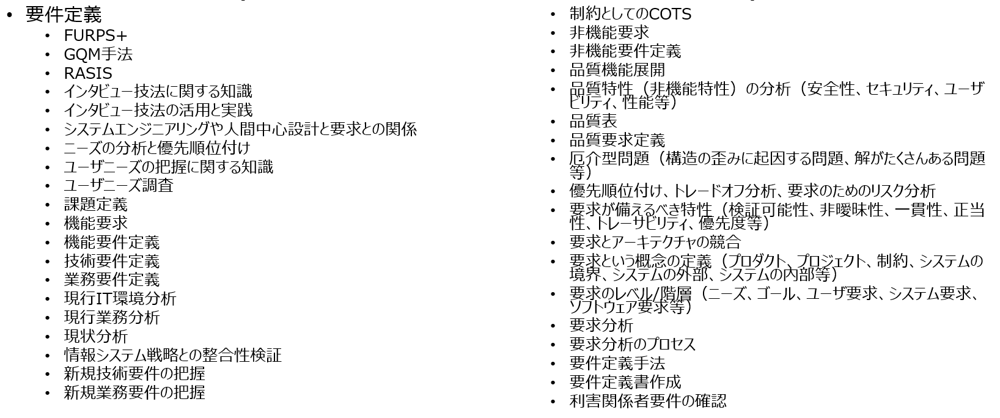 • 要件定義
• FURPS+
• GQM手法
• RASIS
• インタビュー技法に関する知識
• インタビュー技法の活用と実践
• システムエンジニアリングや人間中心設計と要求との関係
• ニーズの分析と優先順位付け
• ユーザニーズの把握に関する知識
• ユーザニーズ調査
• 課題定義
• 機能要求
• 機能要件定義
• 技術要件定義
• 業務要件定義
• 現行IT環境分析
• 現行業務分析
• 現状分析
• 情報システム戦略との整合性検証
• 新規技術要件の把握
• 新規業務要件の把握
• 制約としてのCOTS
• 非機能要求
• 非機能要件定義
• 品質機能展開
• 品質特性（非機能特性）の分析（安全性、セキュリティ、ユーザ
ビリティ、性能等）
• 品質表
• 品質要求定義
• 厄介型問題（構造の歪みに起因する問題、解がたくさんある問題
等）
• 優先順位付け、トレードオフ分析、要求のためのリスク分析
• 要求が備えるべき特性（検証可能性、非曖昧性、一貫性、正当
性、トレーサビリティ、優先度等）
• 要求とアーキテクチャの競合
• 要求という概念の定義（プロダクト、プロジェクト、制約、システムの
境界、システムの外部、システムの内部等）
• 要求のレベル/階層（ニーズ、ゴール、ユーザ要求、システム要求、
ソフトウェア要求等）
• 要求分析
• 要求分析のプロセス
• 要件定義手法
• 要件定義書作成
• 利害関係者要件の確認